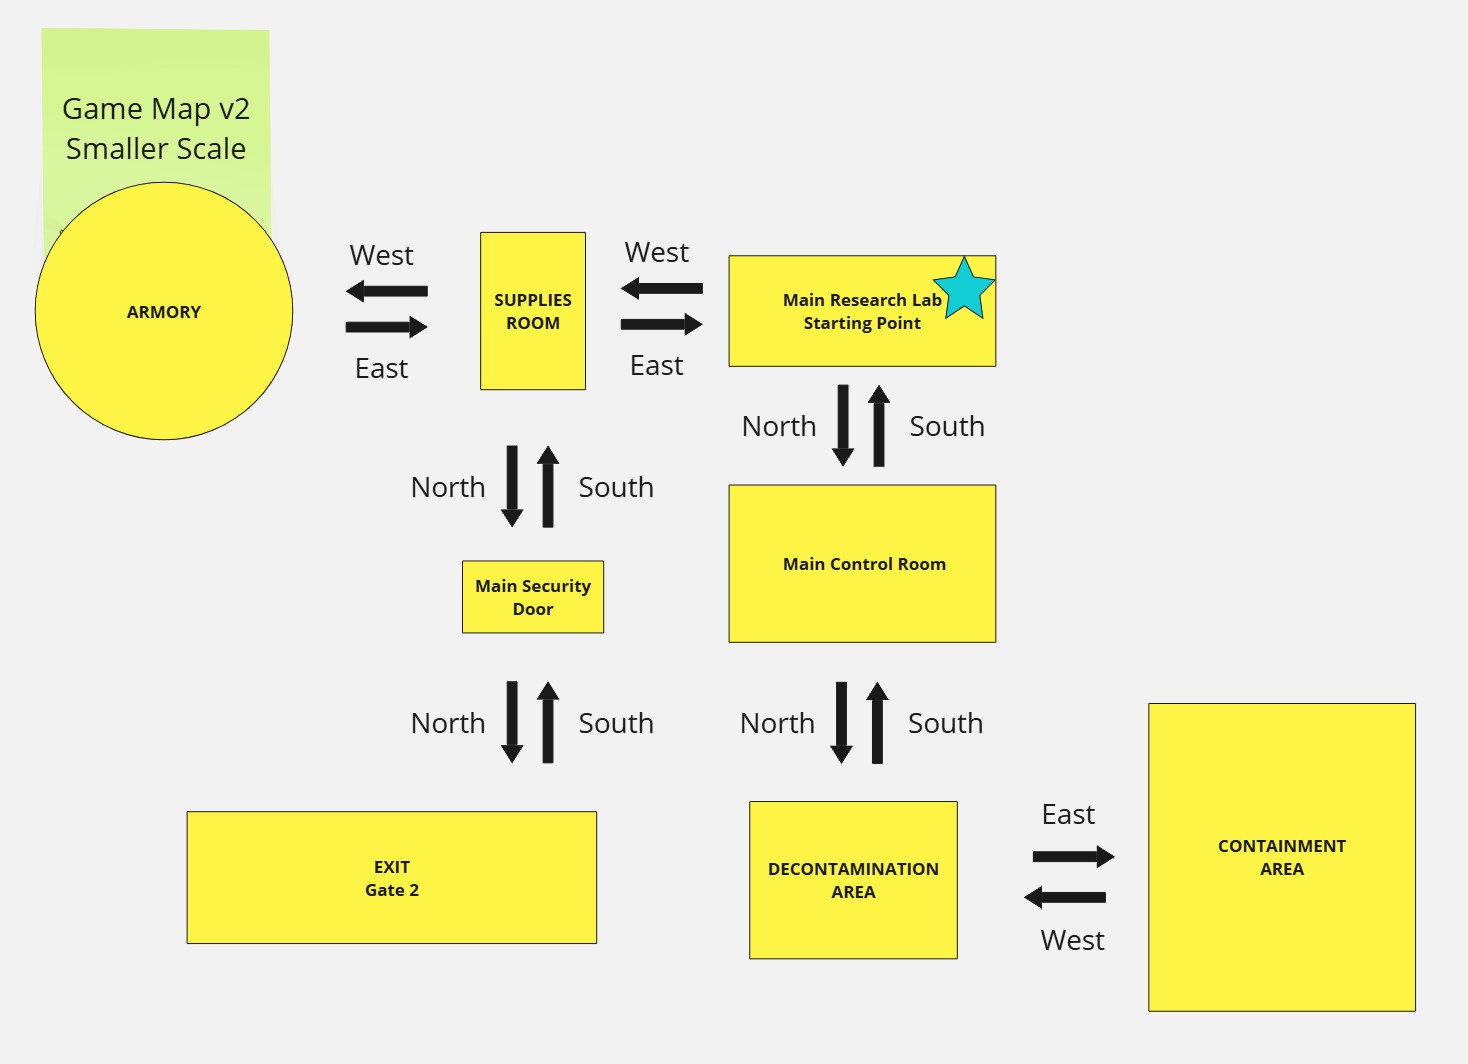 Game Map v2
Smaller Scale
ARMORY
West
East
SUPPLIES
ROOM
West
East
Main Research Lab
Starting Point
North
South
North
South
Main Control Room
Main Security
Door
North
South
North
South
EXIT
Gate 2
DECONTAMINATION
AREA
East
West
CONTAINMENT
AREA